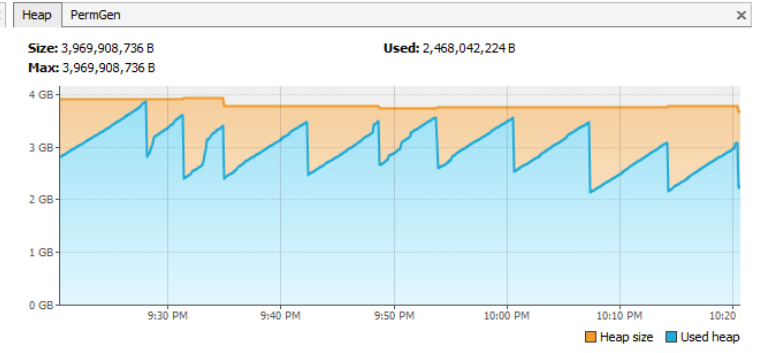 Heap PermGen
Size: 3,969,908,736 B Used: 2,468,042,224 B
Max: 3,969,908,736 B
4 GB
3 GB
2 GB
1 GB
0 GB
9:30 PM 9:40 PM 9:50 PM 10:00 PM 10:10 PM 10:20
Heap size Used heap